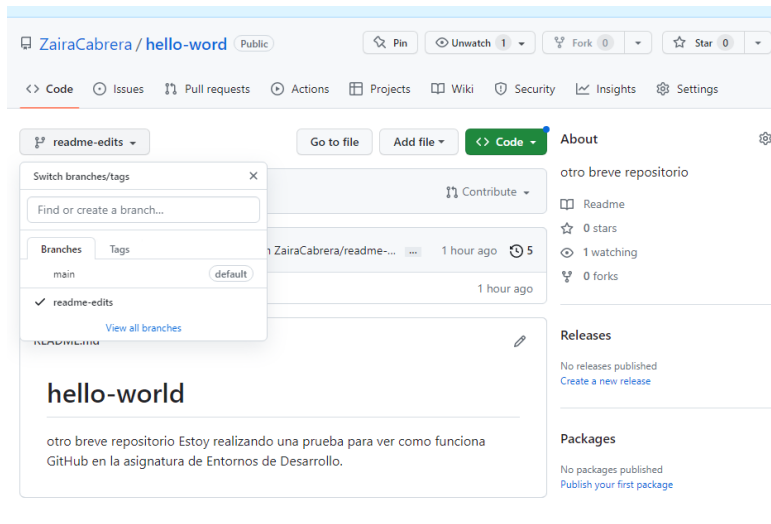 ZairaCabrera / hello-word Public Pin Unwatch 1 Fork 0 Star 0
Code Issues Pull requests Actions Projects Wiki Security Insights Settings
readme-edits Go to file Add file Code
Switch branches/tags
Find or create a branch...
Branches Tags
main default
readme-edits
View all branches
Contribute
ZairaCabrera/readme-... ... 1 hour ago 5
1 hour ago
README.md
hello-world
otro breve repositorio Estoy realizando una prueba para ver como funciona
GitHub en la asignatura de Entornos de Desarrollo.
About
otro breve repositorio
Readme
0 stars
1 watching
0 forks
Releases
No releases published
Create a new release
Packages
No packages published
Publish your first package